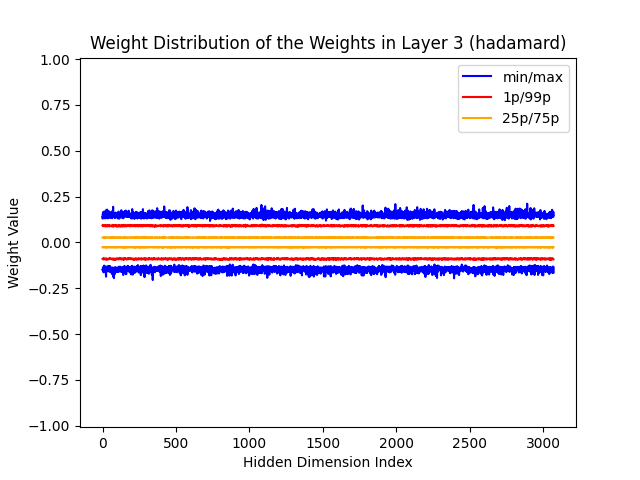 Weight Distribution of the Weights in Layer 3 (hadamard)
min/max
1p/99p
25p/75p
1.00
0.75
0.50
0.25
0.00
−0.25
−0.50
−0.75
−1.00
Weight Value
0 500 1000 1500 2000 2500 3000
Hidden Dimension Index